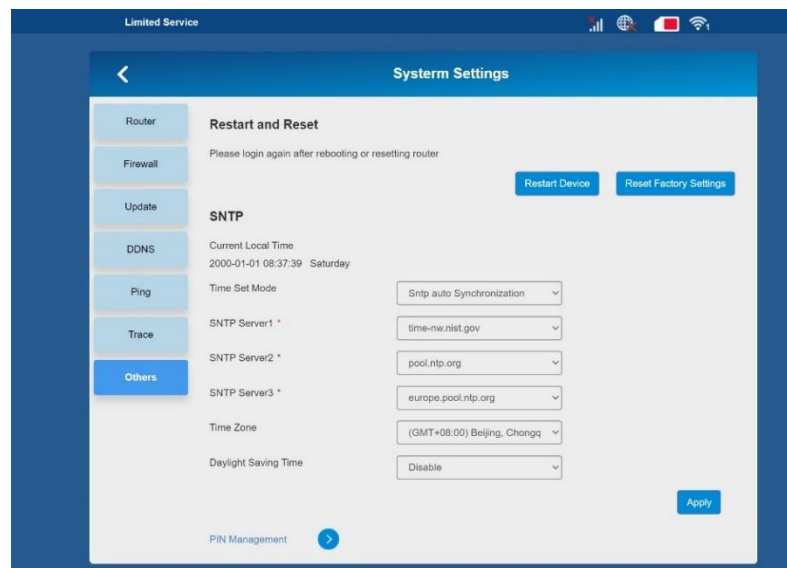 Limited Service
1
Systerm Settings
Router
Firewall
Update
DDNS
Ping
Trace
Others
Restart and Reset
Please login again after rebooting or resetting router
Restart Device
Reset Factory Settings
SNTP
Current Local Time
2000-01-01 08:37:39 Saturday
Time Set Mode
Sntp auto Synchronization
SNTP Server1 *
time-nw.nist.gov
SNTP Server2 *
pool.ntp.org
SNTP Server3 *
europe.pool.ntp.org
Time Zone
(GMT+08:00) Beijing, Chongq
Daylight Saving Time
Disable
Apply
PIN Management